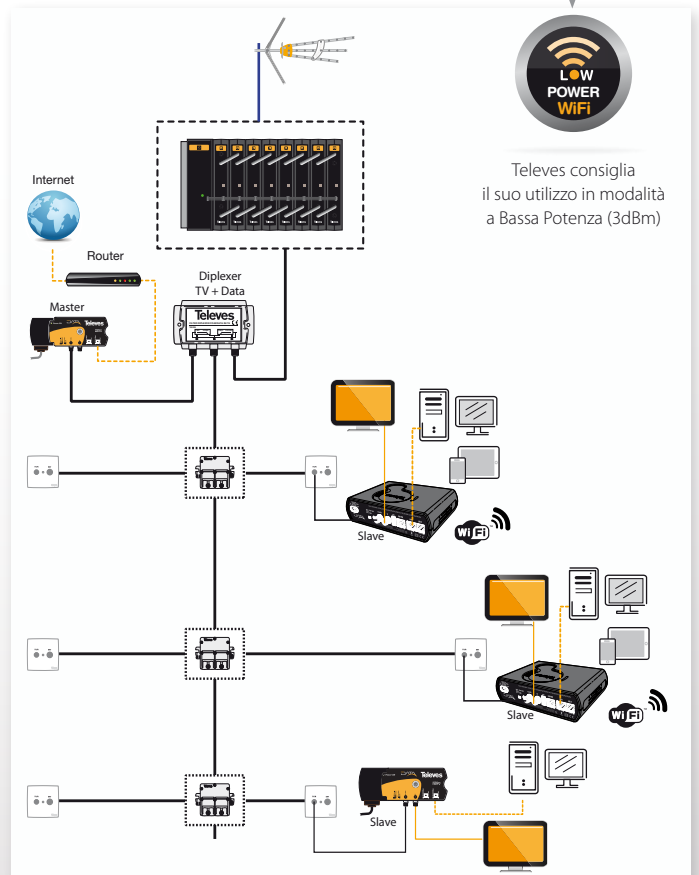 LOW
POWER
WiFi
Televes consiglia
il suo utilizzo in modalità
a Bassa Potenza (3dBm)
Internet
Router
Diplexer
TV + Data
Master
Televes
Televes
Slave
WiFi
Slave
WiFi
Televes
Slave